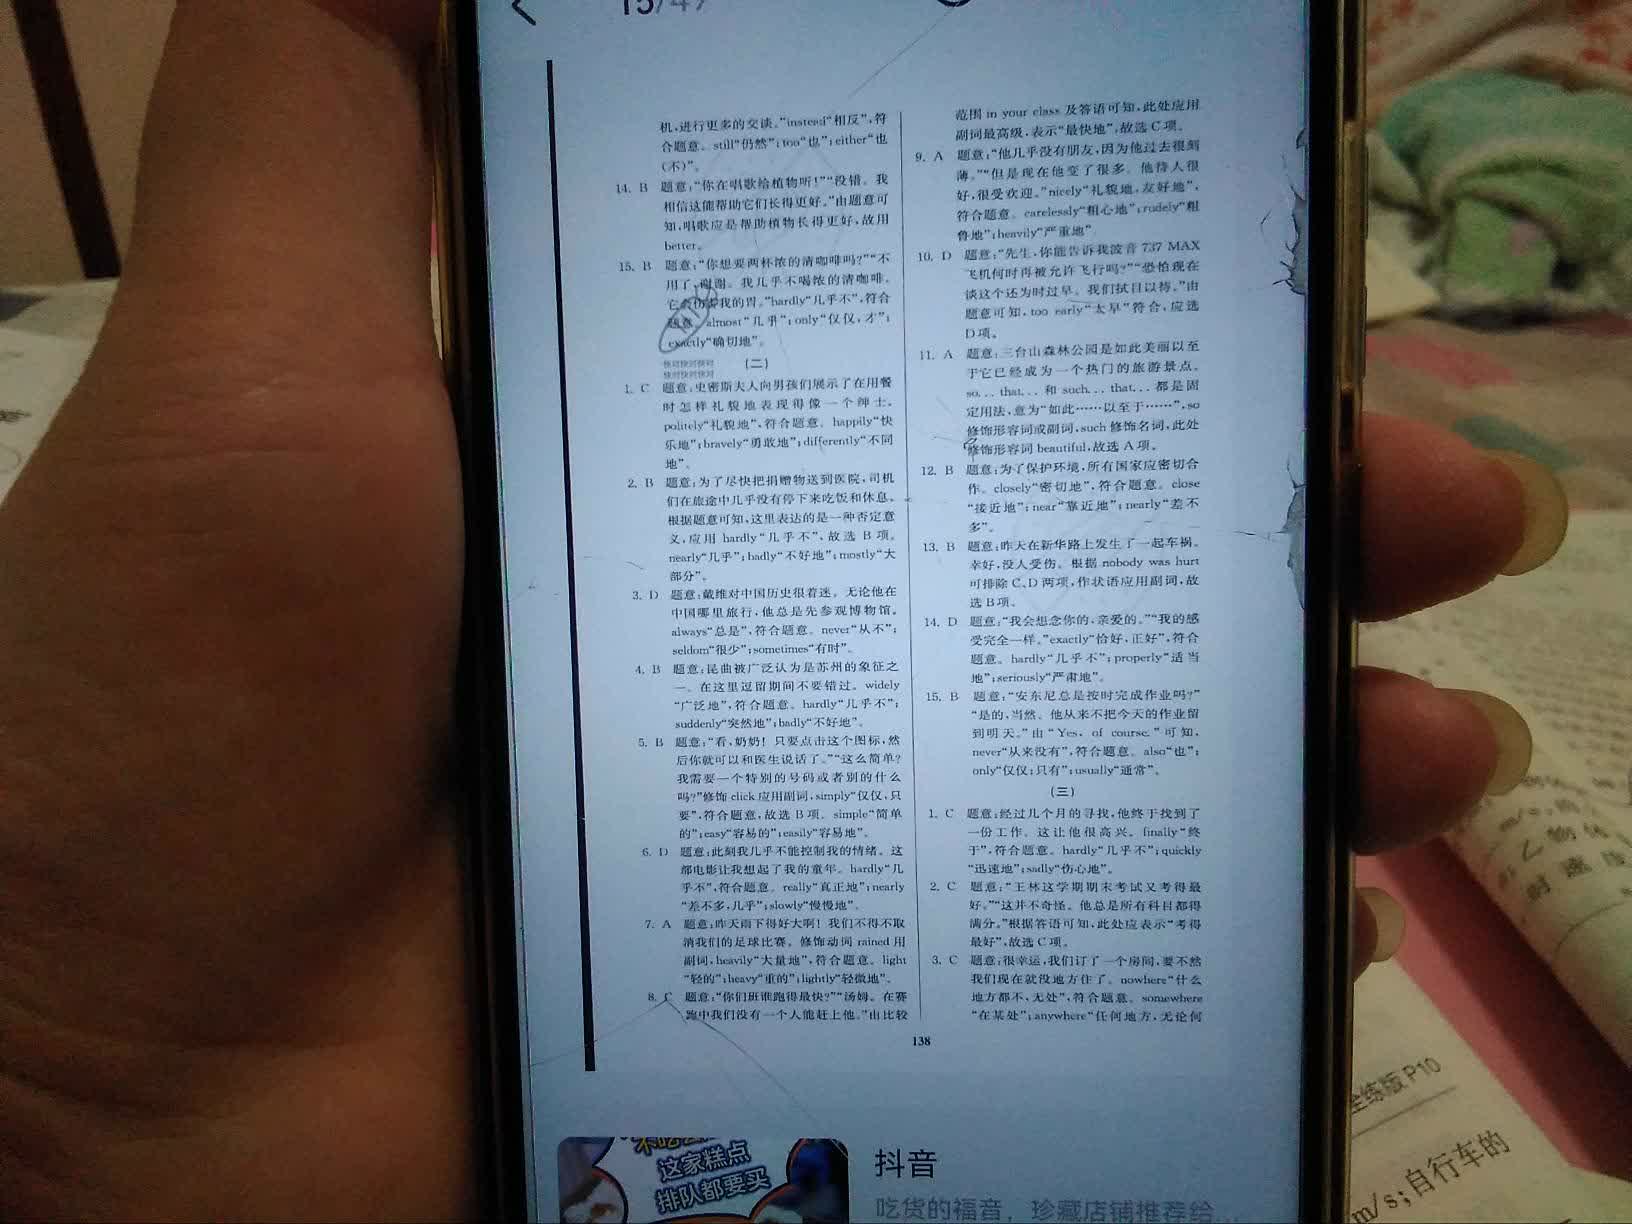 15/49
机,进行更多的交谈。”instead“相反”,符
合题意。still“仍然”;too“也”;either“也
(不)”。
14. B 题意:“你在唱歌给植物听!”“没错。我
相信这能帮助它们长得更好。”由题意可
知,唱歌应是帮助植物长得更好,故用
better。
15. B 题意:“你想要两杯浓的清咖啡吗?”“不
用了,谢谢。我几乎不喝浓的清咖啡。
它会伤害我的胃。”hardly“几乎不”,符合
题意。almost“几乎”;only“仅仅,才”;
exactly“确切地”。
快对快对快对
快对快对快对
(二)
1. C 题意:史密斯夫人向男孩们展示了在用餐
时怎样礼貌地表现得像一个绅士。
politely“礼貌地”,符合题意。happily“快
乐地”;bravely“勇敢地”;differently“不同
地”。
2. B 题意:为了尽快把捐赠物送到医院,司机
们在旅途中几乎没有停下来吃饭和休息。
根据题意可知,这里表达的是一种否定意
义,应用 hardly“几乎不”,故选 B 项。
nearly“几乎”;badly“不好地”;mostly“大
部分”。
3. D 题意:戴维对中国历史很着迷。无论他在
中国哪里旅行,他总是先参观博物馆。
always“总是”,符合题意。never“从不”;
seldom“很少”;sometimes“有时”。
4. B 题意:昆曲被广泛认为是苏州的象征之
一。在这里逗留期间不要错过。widely
“广泛地”,符合题意。hardly“几乎不”;
suddenly“突然地”;badly“不好地”。
5. B 题意:“看,奶奶!只要点击这个图标,然
后你就可以和医生说话了。”“这么简单?
我需要一个特别的号码或者别的什么
吗?”修饰 click 应用副词,simply“仅仅,只
要”,符合题意,故选 B 项。simple“简单
的”;easy“容易的”;easily“容易地”。
6. D 题意:此刻我几乎不能控制我的情绪。这
部电影让我想起了我的童年。hardly“几
乎不”,符合题意。really“真正地”;nearly
“差不多,几乎”;slowly“慢慢地”。
7. A 题意:昨天雨下得好大啊!我们不得不取
消我们的足球比赛。修饰动词 rained 用
副词,heavily“大量地”,符合题意。light
“轻的”;heavy“重的”;lightly“轻微地”。
8. C 题意:“你们班谁跑得最快?”“汤姆。在赛
跑中我们没有一个人能赶上他。”由比较
范围 in your class 及答语可知,此处应用
副词最高级,表示“最快地”,故选 C 项。
9. A 题意:“他几乎没有朋友,因为他过去很刻
薄。”“但是现在他变了很多。他待人很
好,很受欢迎。”nicely“礼貌地,友好地”,
符合题意。carelessly“粗心地”;rudely“粗
鲁地”;heavily“严重地”。
10. D 题意:“先生,你能告诉我波音 737 MAX
飞机何时再被允许飞行吗?”“恐怕现在
谈这个还为时过早。我们拭目以待。”由
题意可知,too early“太早”符合,应选
D 项。
11. A 题意:三台山森林公园是如此美丽以至
于它已经成为一个热门的旅游景点。
so... that... 和 such... that... 都是固
定用法,意为“如此……以至于……”,so
修饰形容词或副词,such 修饰名词,此处
修饰形容词 beautiful,故选 A 项。
12. B 题意:为了保护环境,所有国家应密切合
作。closely“密切地”,符合题意。close
“接近地”;near“靠近地”;nearly“差不
多”。
13. B 题意:昨天在新华路上发生了一起车祸。
幸好,没人受伤。根据 nobody was hurt
可排除 C、D 两项,作状语应用副词,故
选 B 项。
14. D 题意:“我会想念你的,亲爱的。”“我的感
受完全一样。”exactly“恰好,正好”,符合
题意。hardly“几乎不”;properly“适当
地”;seriously“严肃地”。
15. B 题意:“安东尼总是按时完成作业吗?”
“是的,当然。他从来不把今天的作业留
到明天。”由“Yes, of course.”可知,
never“从来没有”,符合题意。also“也”;
only“仅仅;只有”;usually“通常”。
(三)
1. C 题意:经过几个月的寻找,他终于找到了
一份工作。这让他很高兴。finally“终
于”,符合题意。hardly“几乎不”;quickly
“迅速地”;sadly“伤心地”。
2. C 题意:“王林这学期期末考试又考得最
好。”“这并不奇怪。他总是所有科目都得
满分。”根据答语可知,此处应表示“考得
最好”,故选 C 项。
3. C 题意:很幸运,我们订了一个房间,要不然
我们现在就没地方住了。nowhere“什么
地方都不,无处”,符合题意。somewhere
“在某处”;anywhere“任何地方,无论何
138
这家糕点
排队都要买
抖音
吃货的福音,珍藏店铺推荐给...
全练版 P10
m/s;自行车的